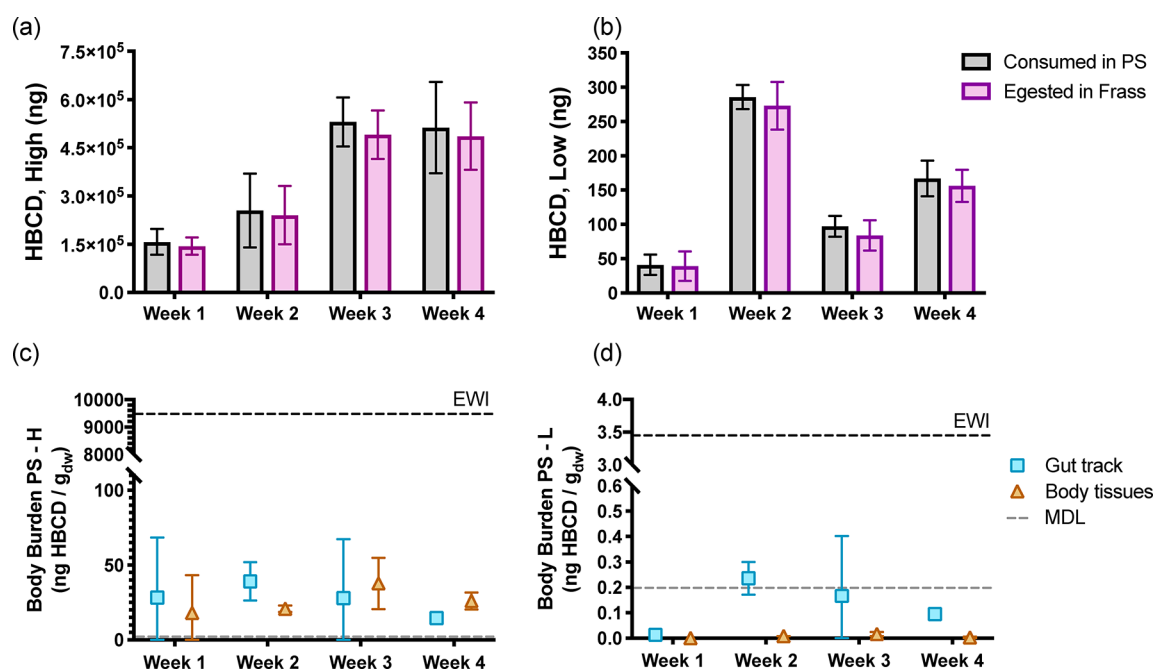 (a)
HBCD, High (ng)
7.5×10⁵
6.0×10⁵
4.5×10⁵
3.0×10⁵
1.5×10⁵
0.0
Week 1 Week 2 Week 3 Week 4
(b)
HBCD, Low (ng)
350
300
250
200
150
100
50
0
Week 1 Week 2 Week 3 Week 4
Consumed in PS
Egested in Frass
(c)
Body Burden PS - H
(ng HBCD / gdw)
10000
9000
8000
100
50
0
EWI
Week 1 Week 2 Week 3 Week 4
(d)
Body Burden PS - L
(ng HBCD / gdw)
4.0
3.5
3.0
0.6
0.5
0.4
0.3
0.2
0.1
0.0
EWI
Week 1 Week 2 Week 3 Week 4
Gut track
Body tissues
MDL